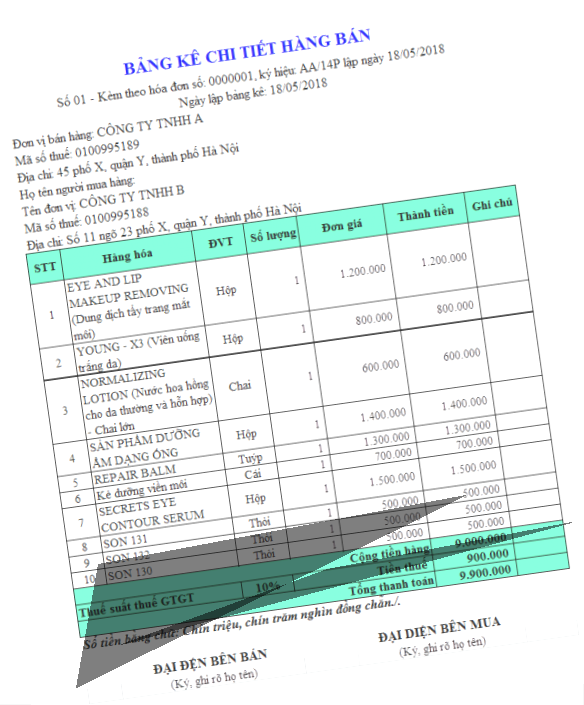 BẢNG KÊ CHI TIẾT HÀNG BÁN
Số 01 - Kèm theo hóa đơn số: 0000001, ký hiệu: AA/14P lập ngày 18/05/2018
Ngày lập bảng kê: 18/05/2018
Đơn vị bán hàng: CÔNG TY TNHH A
Mã số thuế: 0100995189
Địa chỉ: 45 phố X, quận Y, thành phố Hà Nội
Họ tên người mua hàng:
Tên đơn vị: CÔNG TY TNHH B
Mã số thuế: 0100995188
Địa chỉ: Số 11 ngõ 23 phố X, quận Y, thành phố Hà Nội
STT Hàng hóa ĐVT Số lượng Đơn giá Thành tiền Ghi chú
1 EYE AND LIP
MAKEUP REMOVING
(Dung dịch tẩy trang mắt
môi) Hộp 1 1.200.000 1.200.000
2 YOUNG - X3 (Viên uống
trắng da) Hộp 1 800.000 800.000
3 NORMALIZING
LOTION (Nước hoa hồng
cho da thường và hỗn hợp)
- Chai lớn Chai 1 600.000 600.000
4 SẢN PHẨM DƯỠNG
ẨM DẠNG ỐNG Hộp 1 1.400.000 1.400.000
5 REPAIR BALM Tuýp 1 1.300.000 1.300.000
6 Kẻ dưỡng viền môi Cái 1 700.000 700.000
7 SECRETS EYE
CONTOUR SERUM Hộp 1 1.500.000 1.500.000
8 SON 131 Thỏi 1 500.000 500.000
9 SON 132 Thỏi 1 500.000 500.000
10 SON 130 Thỏi 1 500.000 500.000
Cộng tiền hàng 9.000.000
Thuế suất thuế GTGT 10% Tiền thuế 900.000
Tổng thanh toán 9.900.000
Số tiền bằng chữ: Chín triệu, chín trăm nghìn đồng chẵn./.
ĐẠI ĐỆN BÊN BÁN
(Ký, ghi rõ họ tên)
ĐẠI DIỆN BÊN MUA
(Ký, ghi rõ họ tên)